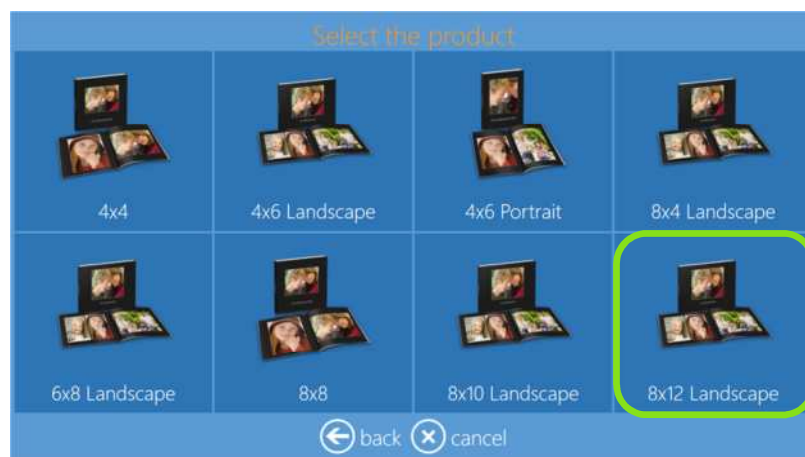 Select the product
4x4
4x6 Landscape
4x6 Portrait
8x4 Landscape
6x8 Landscape
8x8
8x10 Landscape
8x12 Landscape
back
cancel